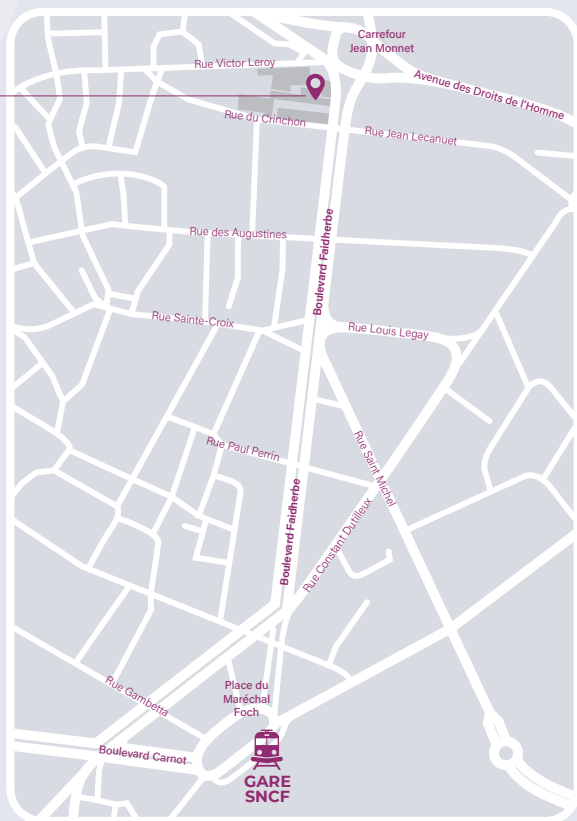 Carrefour
Jean Monnet
Rue Victor Leroy
Avenue des Droits de l'Homme
Rue du Crinchon
Rue Jean Lecanuet
Rue des Augustines
Boulevard Faidherbe
Rue Sainte-Croix
Rue Louis Legay
Rue Paul Perrin
Rue Saint Michel
Boulevard Faidherbe
Rue Constant Dutilleux
Rue Gambetta
Place du
Maréchal
Foch
Boulevard Carnot
GARE
SNCF